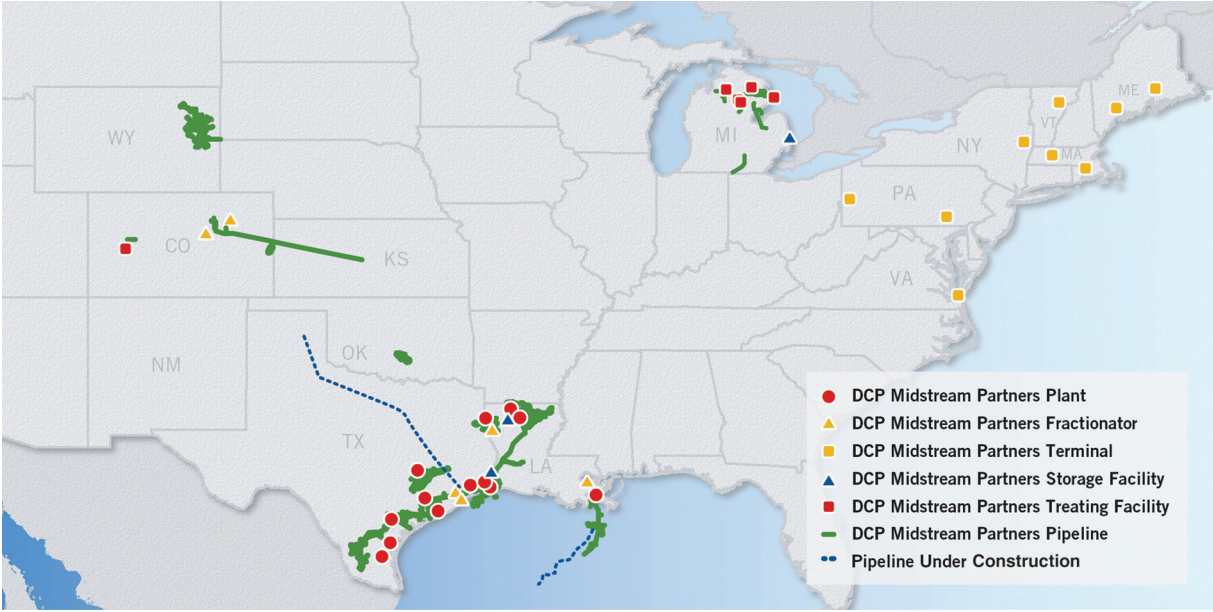 ME
VT
MI
WY
NY
MA
PA
CO
KS
VA
OK
NM
TX
LA
DCP Midstream Partners Plant
DCP Midstream Partners Fractionator
DCP Midstream Partners Terminal
DCP Midstream Partners Storage Facility
DCP Midstream Partners Treating Facility
DCP Midstream Partners Pipeline
Pipeline Under Construction